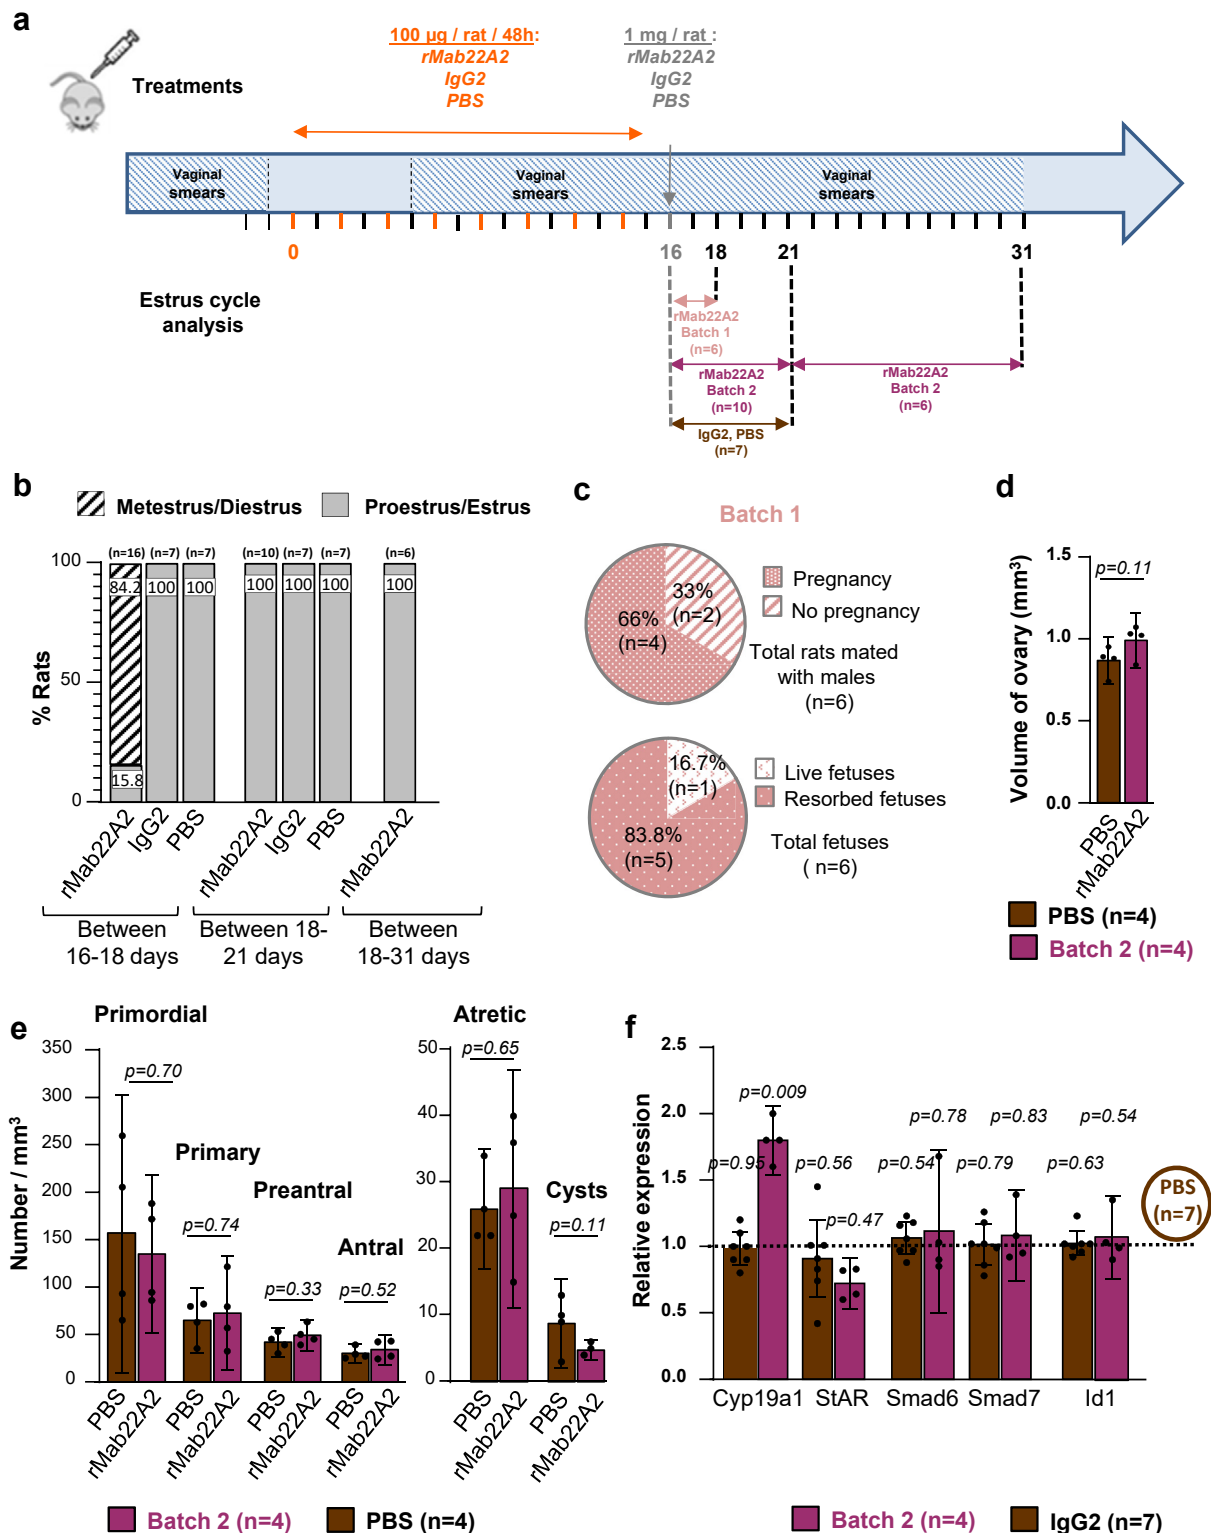 a
Treatments
100 µg / rat / 48h:
rMab22A2
IgG2
PBS
1 mg / rat :
rMab22A2
IgG2
PBS
Vaginal
smears
Vaginal
smears
Vaginal
smears
0
16
18
21
31
Estrus cycle
analysis
rMab22A2
Batch 1
(n=6)
rMab22A2
Batch 2
(n=10)
rMab22A2
Batch 2
(n=6)
IgG2, PBS
(n=7)
b
Metestrus/Diestrus
Proestrus/Estrus
% Rats
100
50
0
(n=16)
(n=7)
(n=7)
(n=10)
(n=7)
(n=7)
(n=6)
84.2
100
100
100
100
100
100
15.8
rMab22A2
IgG2
PBS
rMab22A2
IgG2
PBS
rMab22A2
Between
16-18 days
Between 18-
21 days
Between
18-31 days
c
Batch 1
33%
(n=2)
66%
(n=4)
Pregnancy
No pregnancy
Total rats mated
with males
(n=6)
16.7%
(n=1)
83.8%
(n=5)
Live fetuses
Resorbed fetuses
Total fetuses
( n=6)
d
Volume of ovary (mm³)
1.5
1.0
0.5
0.0
p=0.11
PBS
rMab22A2
PBS (n=4)
Batch 2 (n=4)
e
Number / mm³
350
300
250
200
150
100
50
0
Primordial
p=0.70
Primary
p=0.74
Preantral
p=0.33
Antral
p=0.52
PBS
rMab22A2
PBS
rMab22A2
PBS
rMab22A2
PBS
rMab22A2
Atretic
50
40
30
20
10
0
p=0.65
Cysts
p=0.11
PBS
rMab22A2
PBS
rMab22A2
Batch 2 (n=4)
PBS (n=4)
f
Relative expression
2.5
2.0
1.5
1.0
0.5
0.0
p=0.009
p=0.95
p=0.56
p=0.47
p=0.54
p=0.78
p=0.79
p=0.83
p=0.63
p=0.54
PBS
(n=7)
Cyp19a1
StAR
Smad6
Smad7
Id1
Batch 2 (n=4)
IgG2 (n=7)